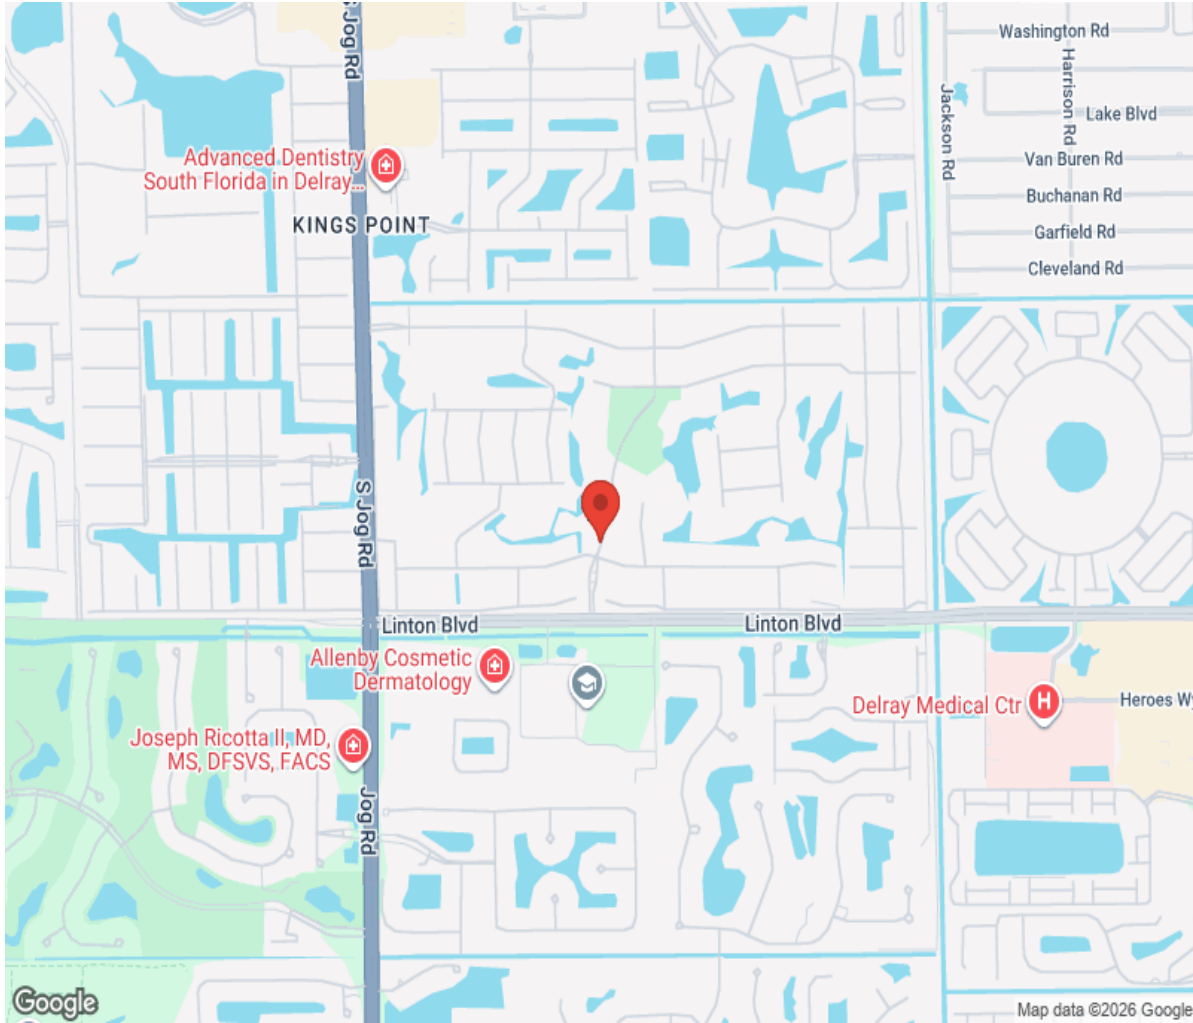 S Jog Rd
Washington Rd
Harrison Rd
Jackson Rd
Lake Blvd
Advanced Dentistry
South Florida in Delray...
Van Buren Rd
Buchanan Rd
KINGS POINT
Garfield Rd
Cleveland Rd
S Jog Rd
Linton Blvd
Linton Blvd
Allenby Cosmetic
Dermatology
Delray Medical Ctr
H
Heroes Wy
Joseph Ricotta II, MD,
MS, DFSVS, FACS
Jog Rd
Google
Map data ©2026 Google